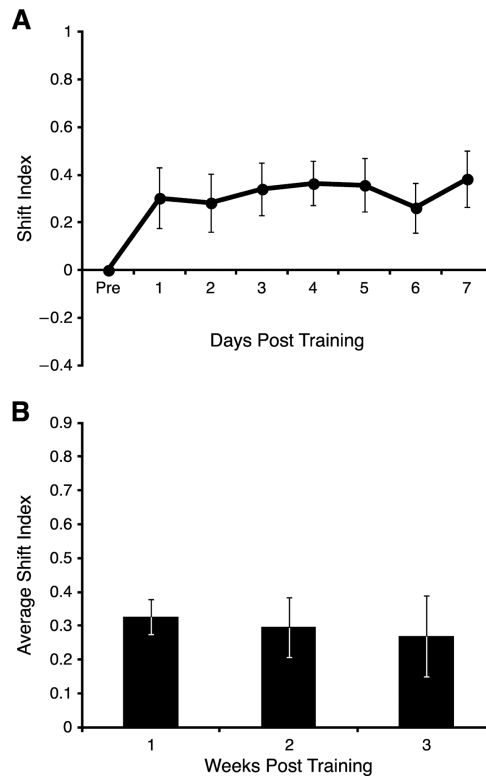 A
1
0.8
0.6
0.4
0.2
0
−0.2
−0.4
Shift Index
Pre 1 2 3 4 5 6 7
Days Post Training
B
0.9
0.8
0.7
0.6
0.5
0.4
0.3
0.2
0.1
0
Average Shift Index
1 2 3
Weeks Post Training